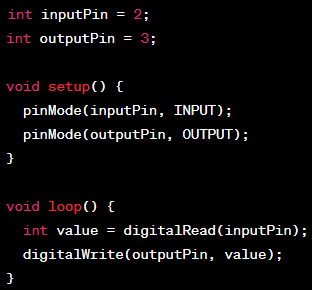 int inputPin = 2;
int outputPin = 3;

void setup() {
  pinMode(inputPin, INPUT);
  pinMode(outputPin, OUTPUT);
}

void loop() {
  int value = digitalRead(inputPin);
  digitalWrite(outputPin, value);
}